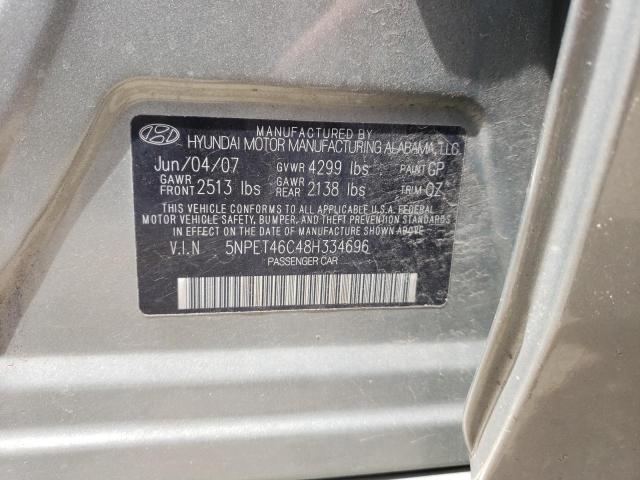 MANUFACTURED BY
HYUNDAI MOTOR MANUFACTURING ALABAMA, LLC
Jun/04/07 GVWR 4299 lbs PAINT GP
GAWR FRONT 2513 lbs GAWR REAR 2138 lbs TRIM QZ
THIS VEHICLE CONFORMS TO ALL APPLICABLE U.S.A. FEDERAL
MOTOR VEHICLE SAFETY, BUMPER, AND THEFT PREVENTION STANDARDS
IN EFFECT ON THE DATE OF MANUFACTURE SHOWN ABOVE.
V.I.N 5NPET46C48H334696
PASSENGER CAR